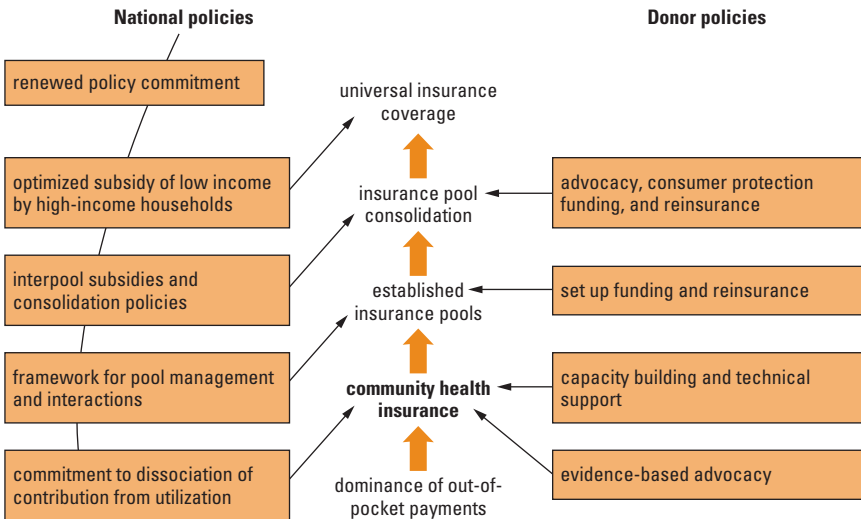 National policies
Donor policies
renewed policy commitment
universal insurance
coverage
optimized subsidy of low income
by high-income households
insurance pool
consolidation
advocacy, consumer protection
funding, and reinsurance
interpool subsidies and
consolidation policies
established
insurance pools
set up funding and reinsurance
framework for pool management
and interactions
community health
insurance
capacity building and technical
support
commitment to dissociation of
contribution from utilization
dominance of out-of-
pocket payments
evidence-based advocacy